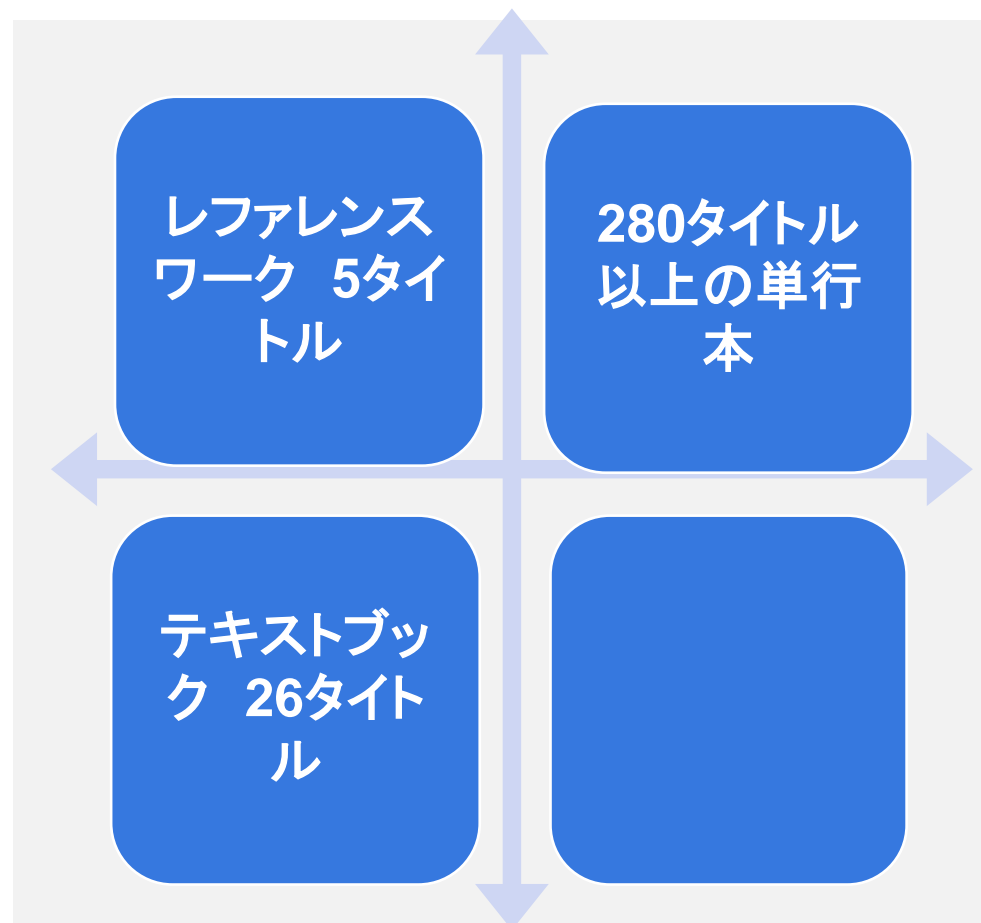 レファレンス
ワーク　5タイ
トル
280タイトル
以上の単行
本
テキストブッ
ク　26タイト
ル